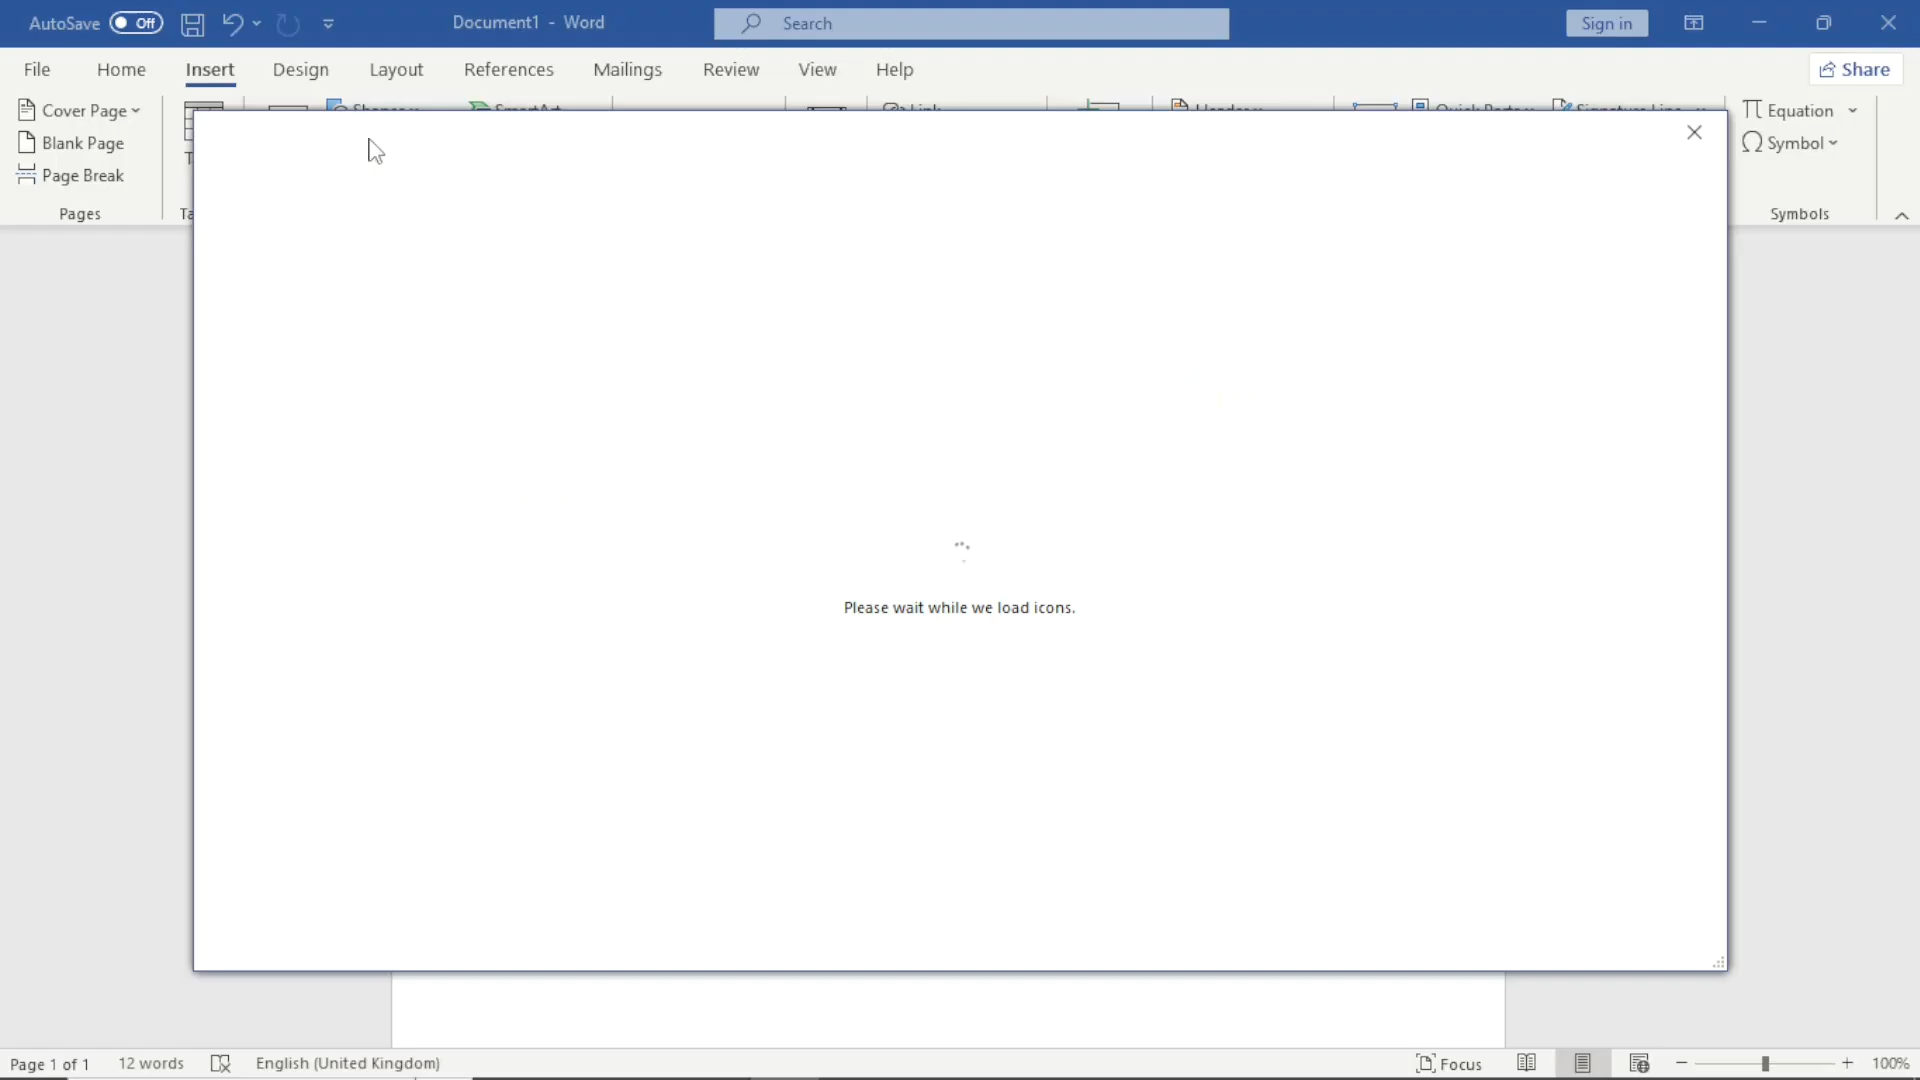 AutoSave Off
Document1 - Word
Search
Sign in
File Home Insert Design Layout References Mailings Review View Help
Share
Cover Page
Blank Page
Page Break
Pages
Equation
Symbol
Symbols
Please wait while we load icons.
Page 1 of 1 12 words English (United Kingdom)
Focus
100%